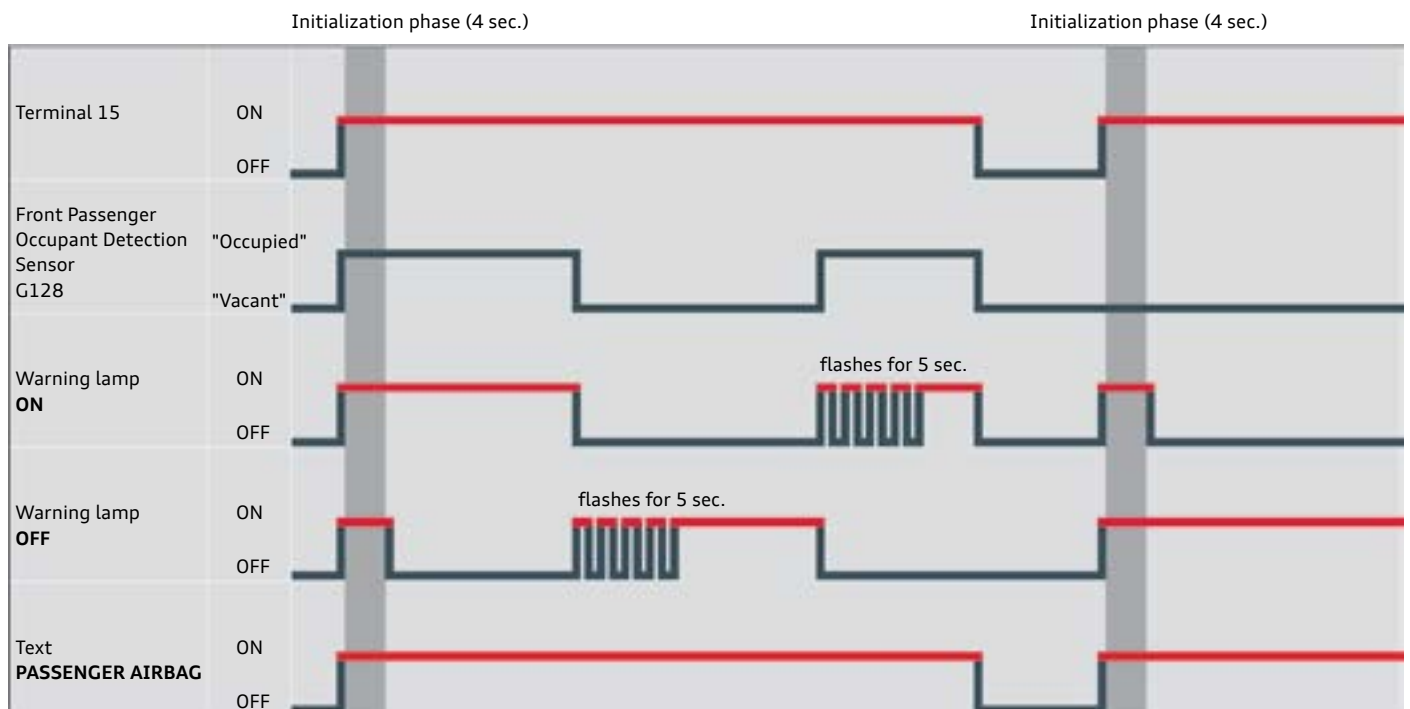 Initialization phase (4 sec.)
Initialization phase (4 sec.)
Terminal 15
ON
OFF
Front Passenger
Occupant Detection
Sensor
G128
"Occupied"
"Vacant"
Warning lamp
ON
ON
OFF
flashes for 5 sec.
Warning lamp
OFF
ON
OFF
flashes for 5 sec.
Text
PASSENGER AIRBAG
ON
OFF